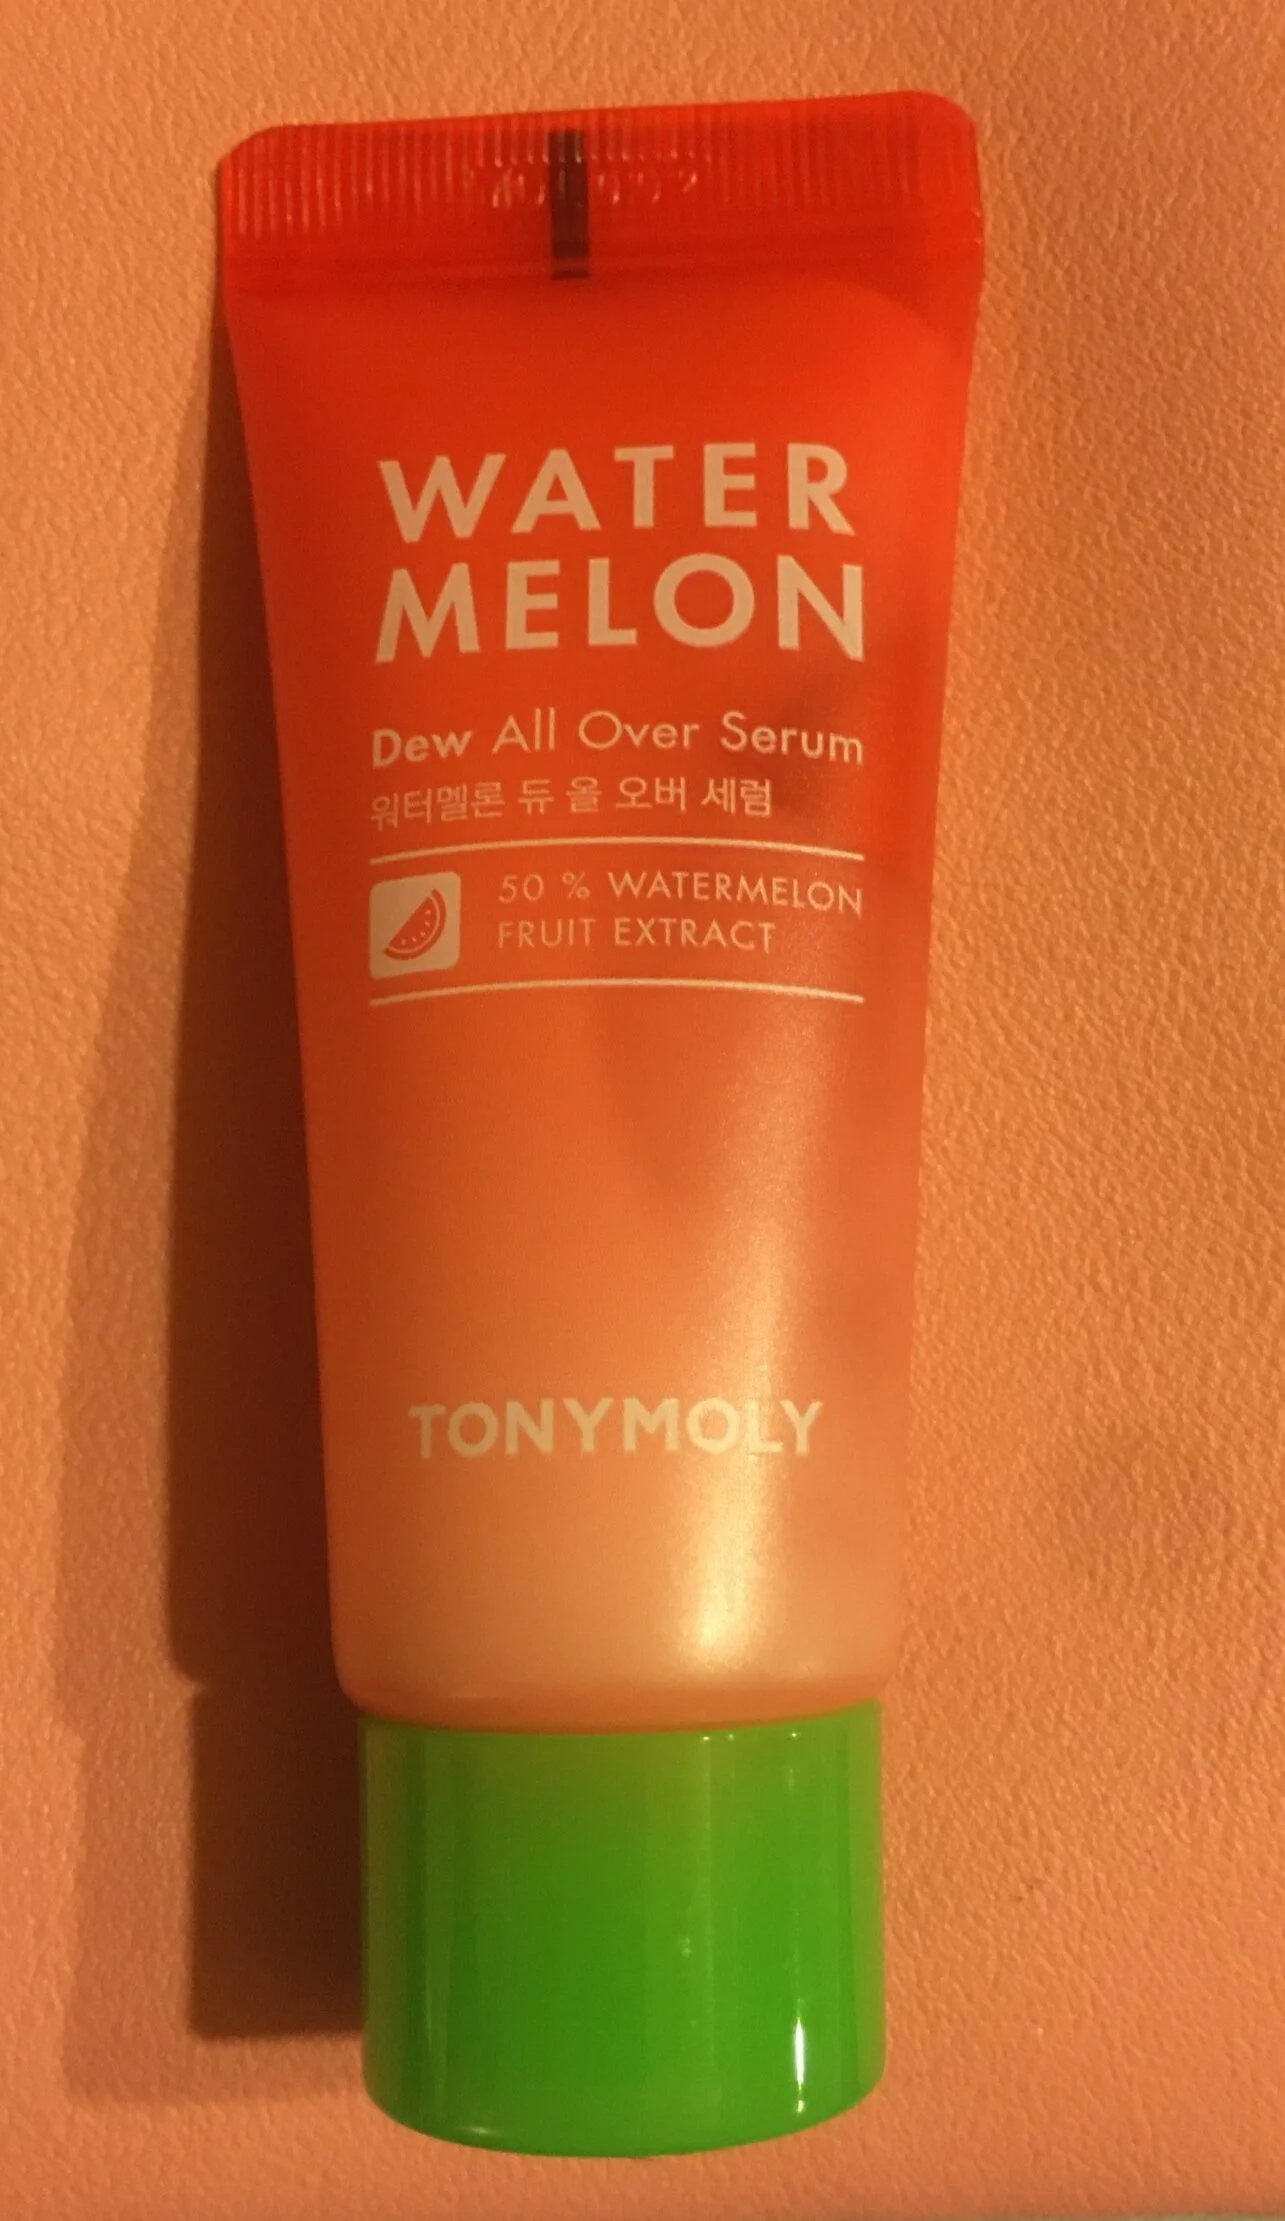 WATER
MELON
Dew All Over Serum
워터멜론 듀 올 오버 세럼
50 % WATERMELON
FRUIT EXTRACT
TONYMOLY